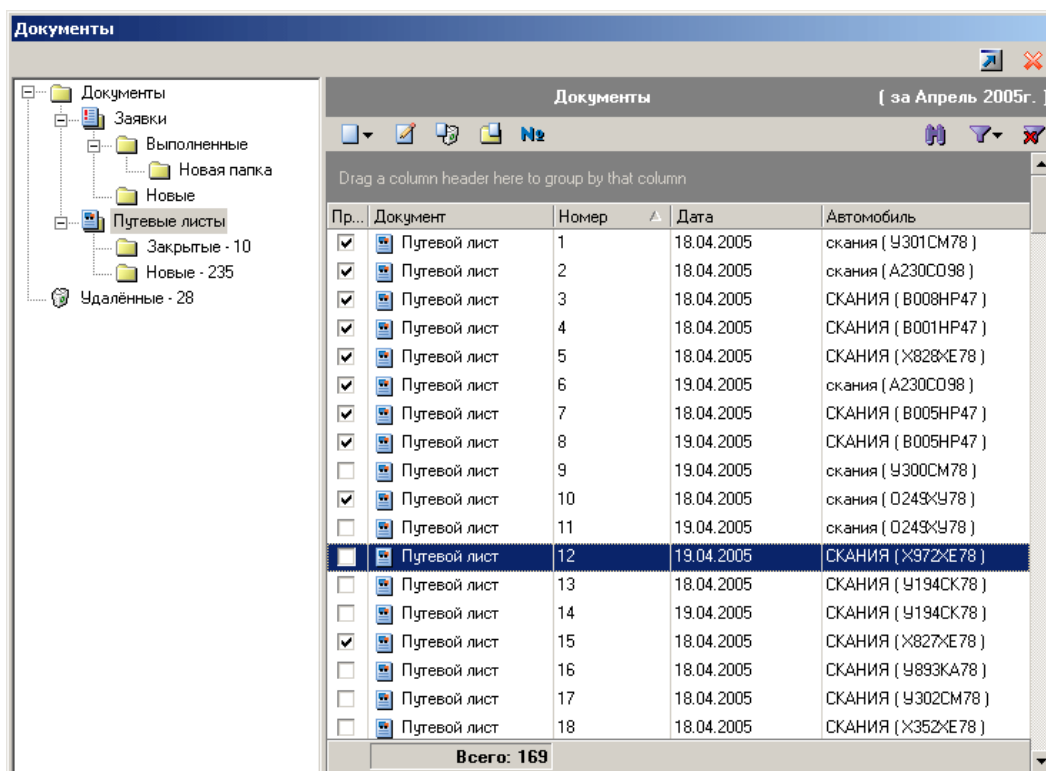 Документы
Документы
Заявки
Выполненные
Новая папка
Новые
Путевые листы
Закрытые - 10
Новые - 235
Удалённые - 28
Документы ( за Апрель 2005г. )
№
Drag a column header here to group by that column
Пр... Документ Номер Дата Автомобиль
Путевой лист 1 18.04.2005 скания ( У301СМ78 )
Путевой лист 2 18.04.2005 скания ( А230СО98 )
Путевой лист 3 18.04.2005 СКАНИЯ ( В008НР47 )
Путевой лист 4 18.04.2005 СКАНИЯ ( В001НР47 )
Путевой лист 5 18.04.2005 СКАНИЯ ( Х828ХЕ78 )
Путевой лист 6 19.04.2005 скания ( А230СО98 )
Путевой лист 7 18.04.2005 СКАНИЯ ( В005НР47 )
Путевой лист 8 19.04.2005 СКАНИЯ ( В005НР47 )
Путевой лист 9 19.04.2005 скания ( У300СМ78 )
Путевой лист 10 18.04.2005 скания ( О249ХУ78 )
Путевой лист 11 19.04.2005 скания ( О249ХУ78 )
Путевой лист 12 19.04.2005 СКАНИЯ ( Х972ХЕ78 )
Путевой лист 13 18.04.2005 СКАНИЯ ( У194СК78 )
Путевой лист 14 19.04.2005 СКАНИЯ ( У194СК78 )
Путевой лист 15 18.04.2005 СКАНИЯ ( Х827ХЕ78 )
Путевой лист 16 18.04.2005 СКАНИЯ ( У893КА78 )
Путевой лист 17 18.04.2005 СКАНИЯ ( У302СМ78 )
Путевой лист 18 18.04.2005 СКАНИЯ ( Х352ХЕ78 )
Всего: 169